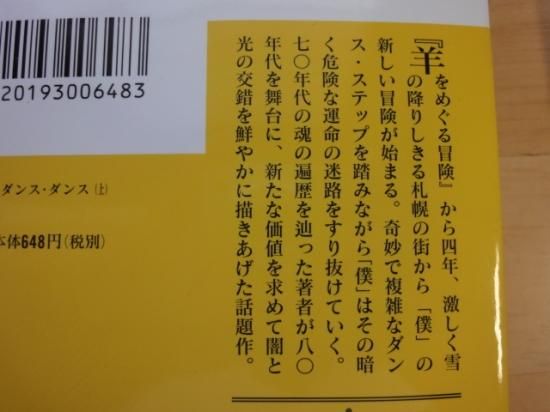 『羊をめぐる冒険』から四年、激しく雪
の降りしきる札幌の街から「僕」の
新しい冒険が始まる。奇妙で複雑なダン
ス・ステップを踏みながら「僕」はその暗
く危険な運命の迷路をすり抜けていく。
七〇年代の魂の遍歴を辿った著者が八〇
年代を舞台に、新たな価値を求めて闇と
光の交錯を鮮やかに描きあげた話題作。
20193006483
ダンス・ダンス（上）
本体648円（税別）